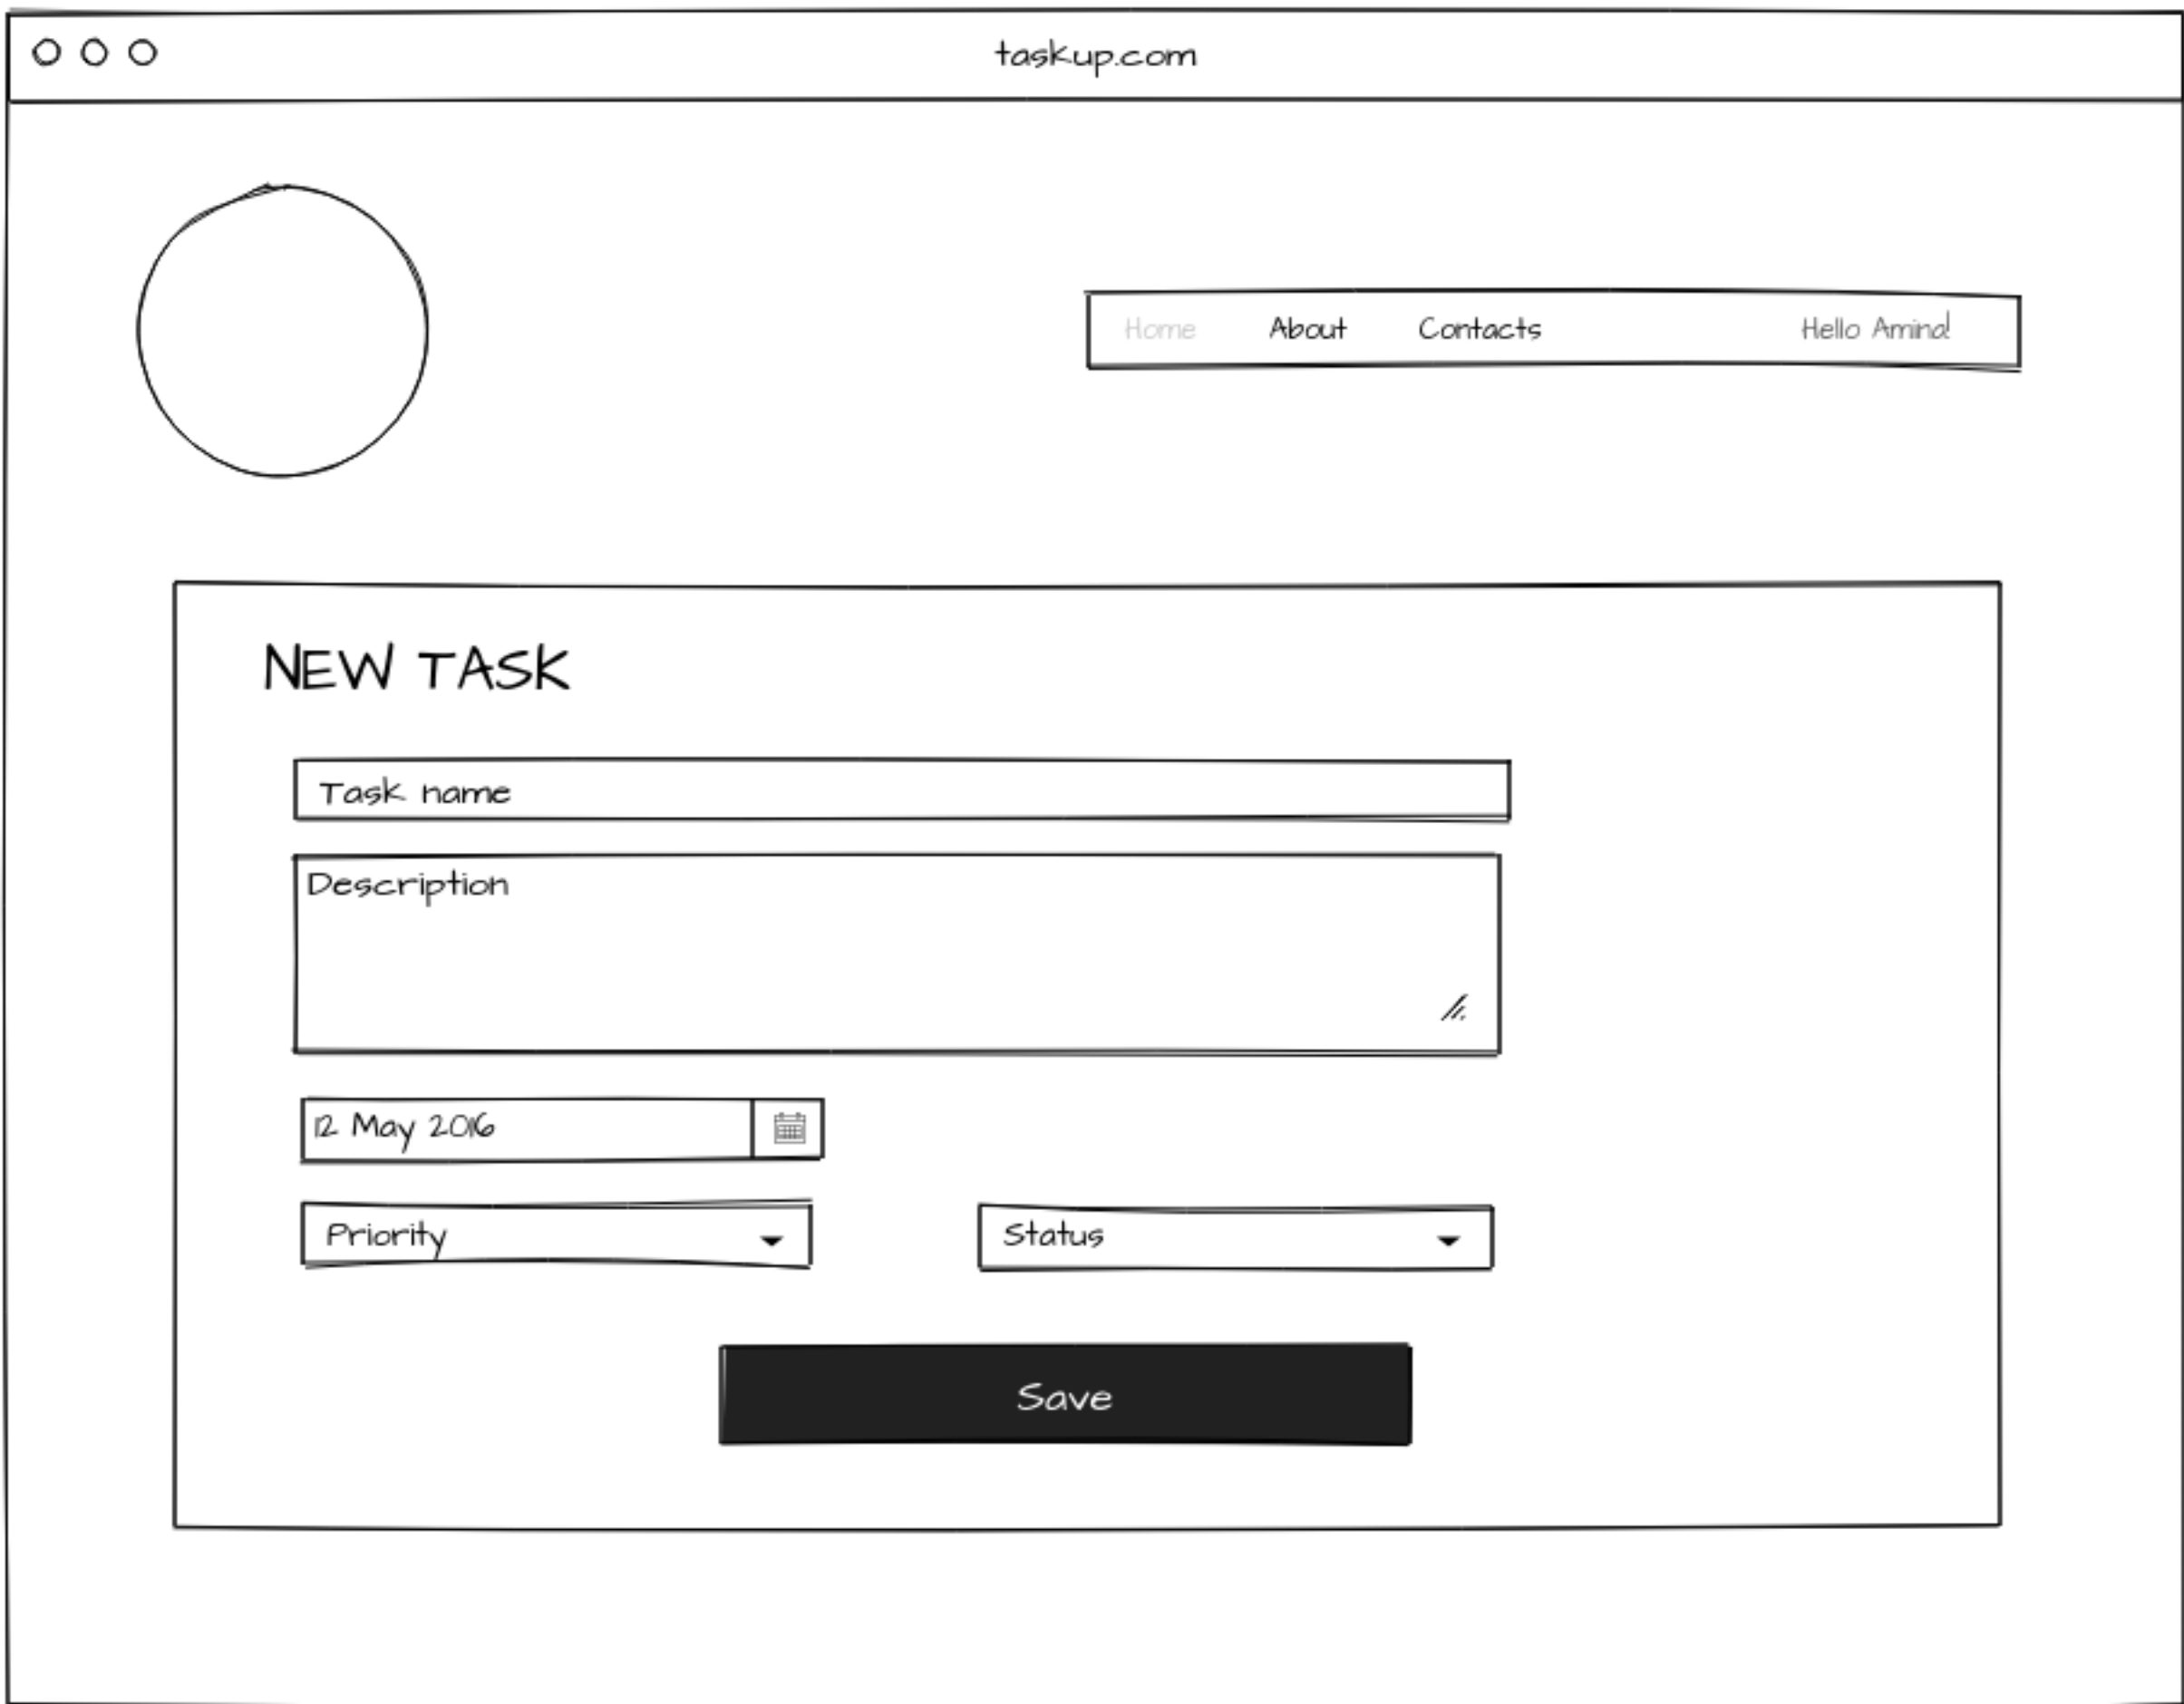 taskup.com
Home About Contacts Hello Amina!
NEW TASK
Task name
Description
12 May 2016
Priority Status
Save